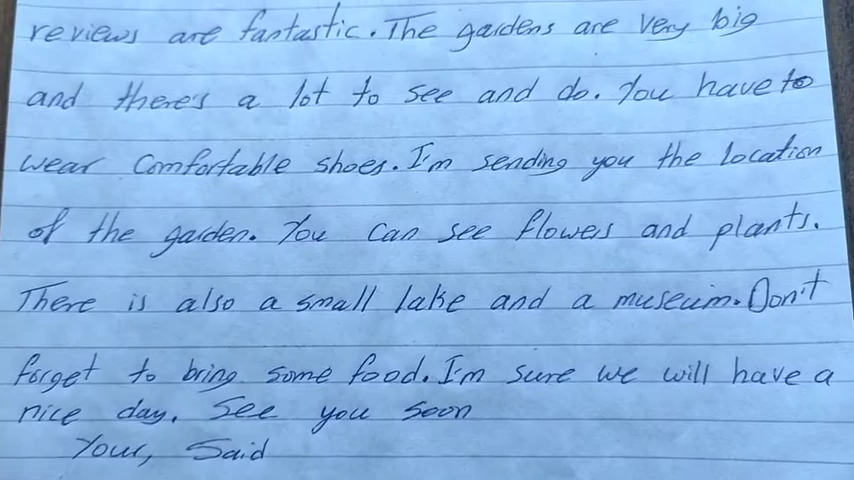 reviews are fantastic. The gardens are very big
and there's a lot to see and do. You have to
wear comfortable shoes. I'm sending you the location
of the garden. You can see flowers and plants.
There is also a small lake and a museum. Don't
forget to bring some food. I'm sure we will have a
nice day. See you soon
Your, Said